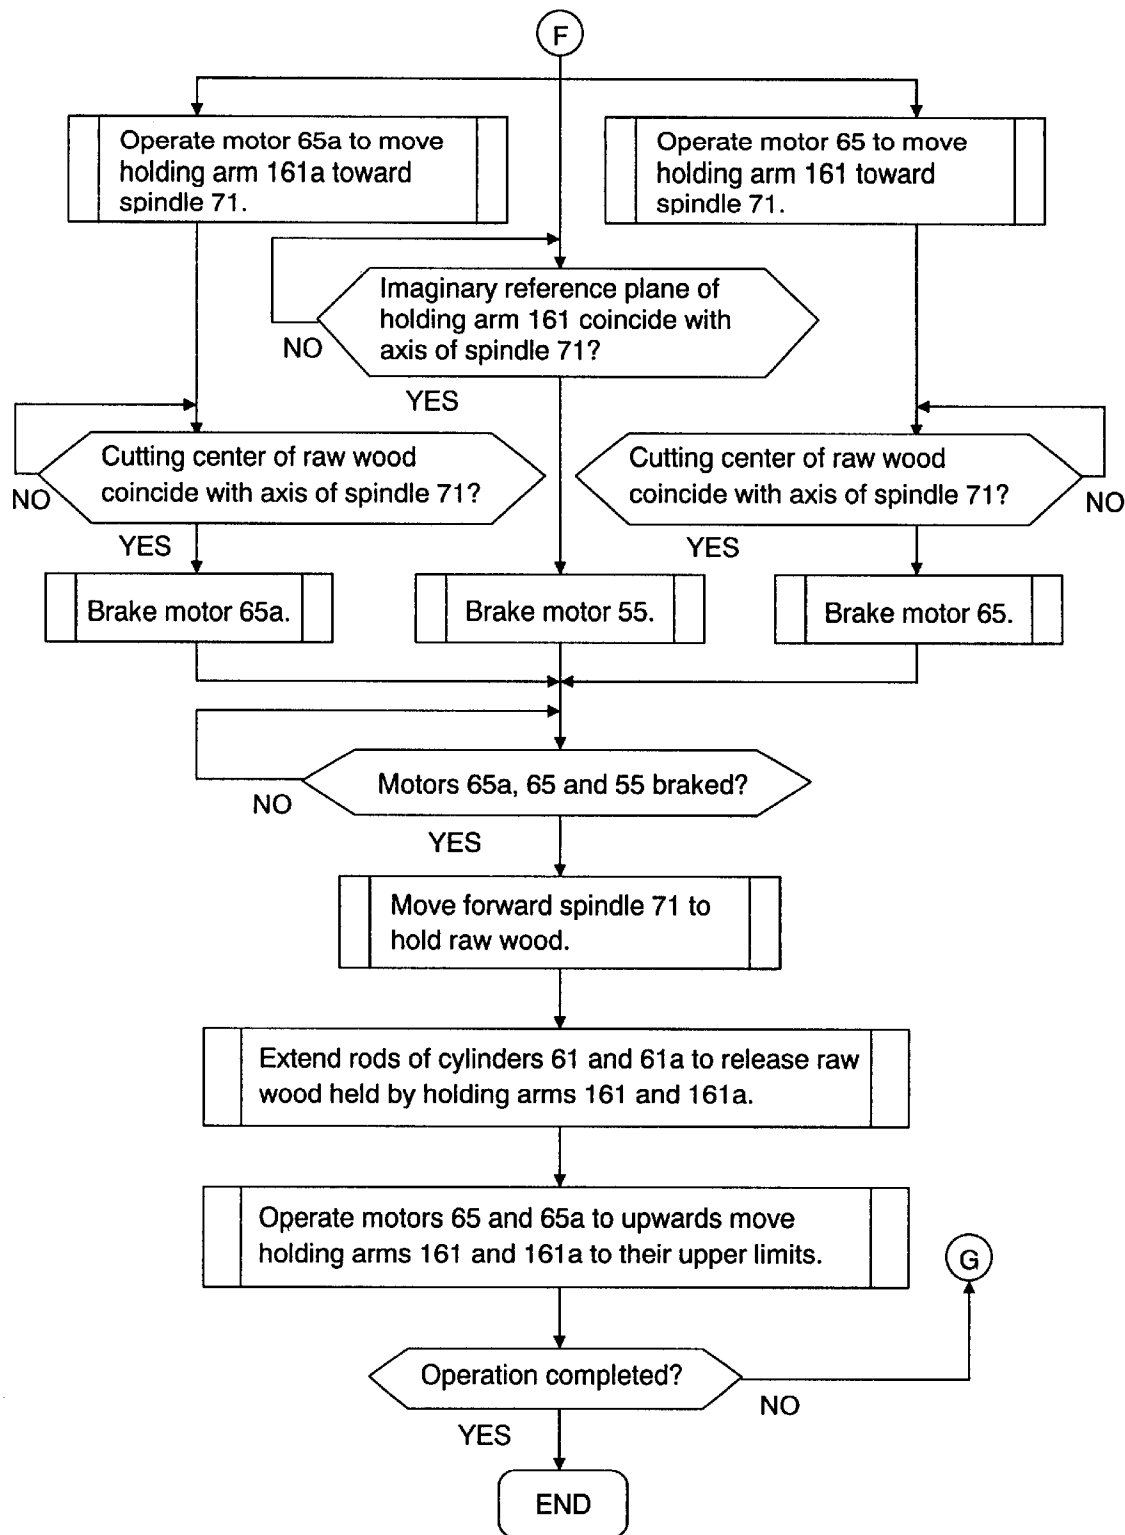 F
Operate motor 65a to move
holding arm 161a toward
spindle 71.
Operate motor 65 to move
holding arm 161 toward
spindle 71.
Imaginary reference plane of
holding arm 161 coincide with
axis of spindle 71?
NO
YES
Cutting center of raw wood
coincide with axis of spindle 71?
NO
YES
Cutting center of raw wood
coincide with axis of spindle 71?
NO
YES
Brake motor 65a.
Brake motor 55.
Brake motor 65.
Motors 65a, 65 and 55 braked?
NO
YES
Move forward spindle 71 to
hold raw wood.
Extend rods of cylinders 61 and 61a to release raw
wood held by holding arms 161 and 161a.
Operate motors 65 and 65a to upwards move
holding arms 161 and 161a to their upper limits.
G
Operation completed?
NO
YES
END